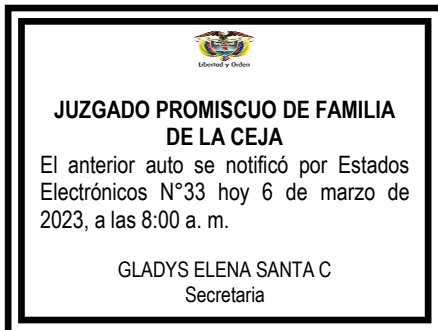 Libertad y Orden
JUZGADO PROMISCUO DE FAMILIA
DE LA CEJA
El anterior auto se notificó por Estados
Electrónicos N°33 hoy 6 de marzo de
2023, a las 8:00 a. m.
GLADYS ELENA SANTA C
Secretaria